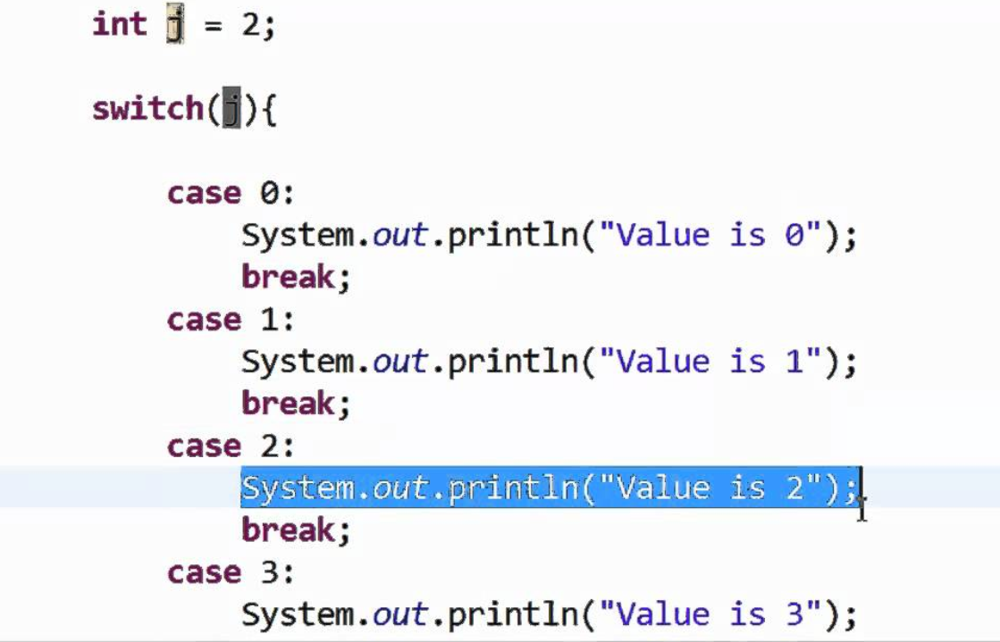 int j = 2;
switch(j){
case 0:
System.out.println("Value is 0");
break;
case 1:
System.out.println("Value is 1");
break;
case 2:
System.out.println("Value is 2");
break;
case 3:
System.out.println("Value is 3");